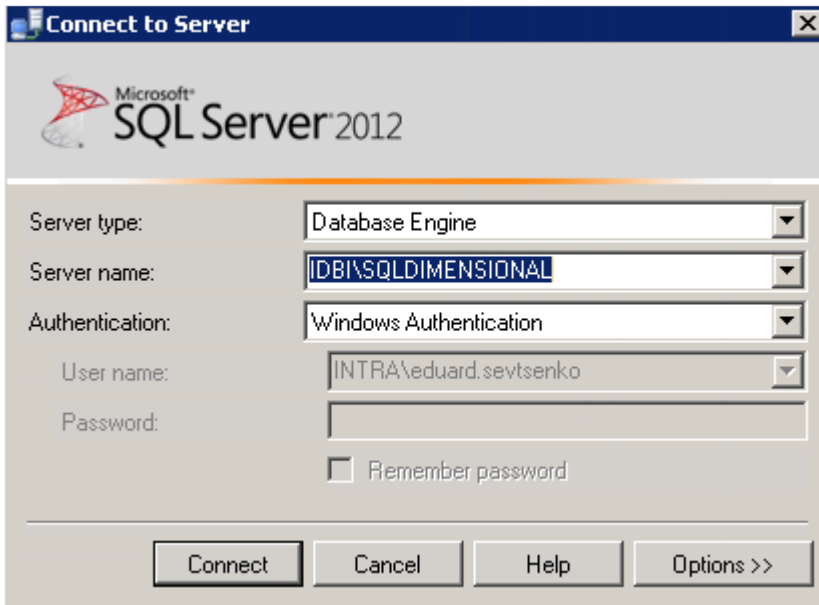 Connect to Server
Microsoft®
SQL Server® 2012
Server type: Database Engine
Server name: IDBI\SQLDIMENSIONAL
Authentication: Windows Authentication
User name: INTRA\eduard.sevtsenko
Password:
Remember password
Connect Cancel Help Options >>